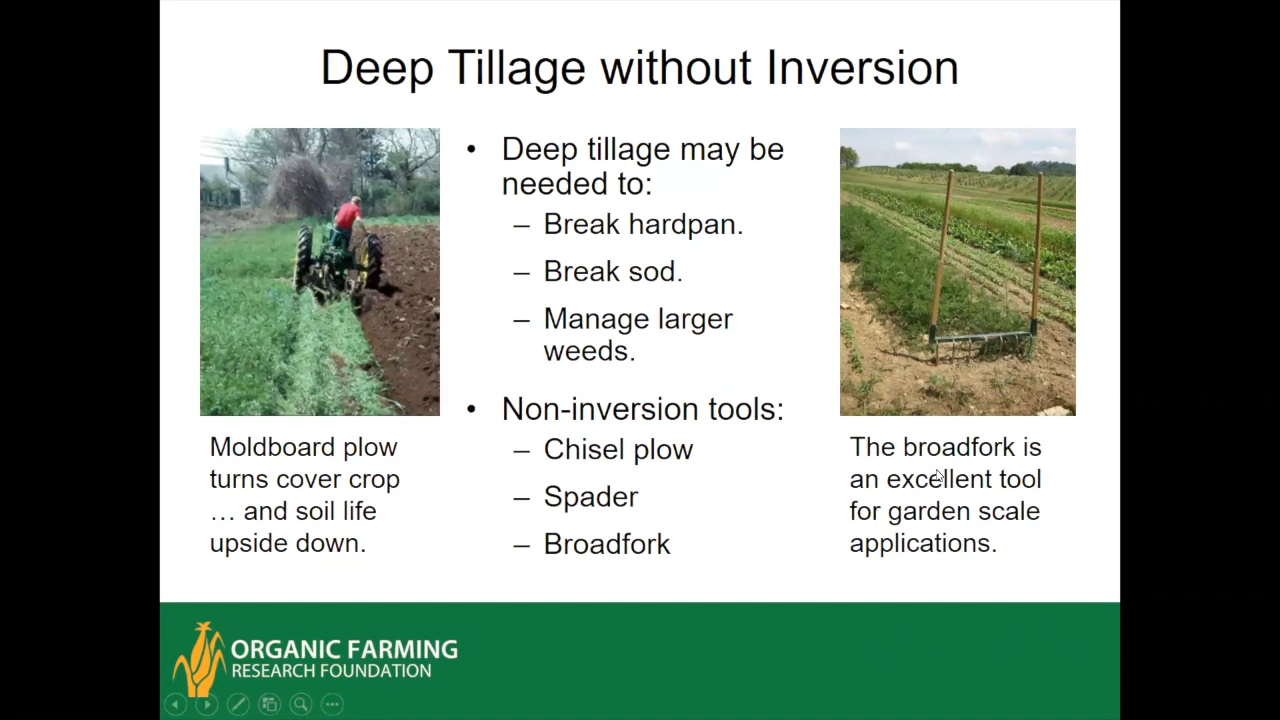 Deep Tillage without Inversion
• Deep tillage may be
needed to:
– Break hardpan.
– Break sod.
– Manage larger
weeds.
• Non-inversion tools:
– Chisel plow
– Spader
– Broadfork
Moldboard plow
turns cover crop
… and soil life
upside down.
The broadfork is
an excellent tool
for garden scale
applications.
ORGANIC FARMING
RESEARCH FOUNDATION